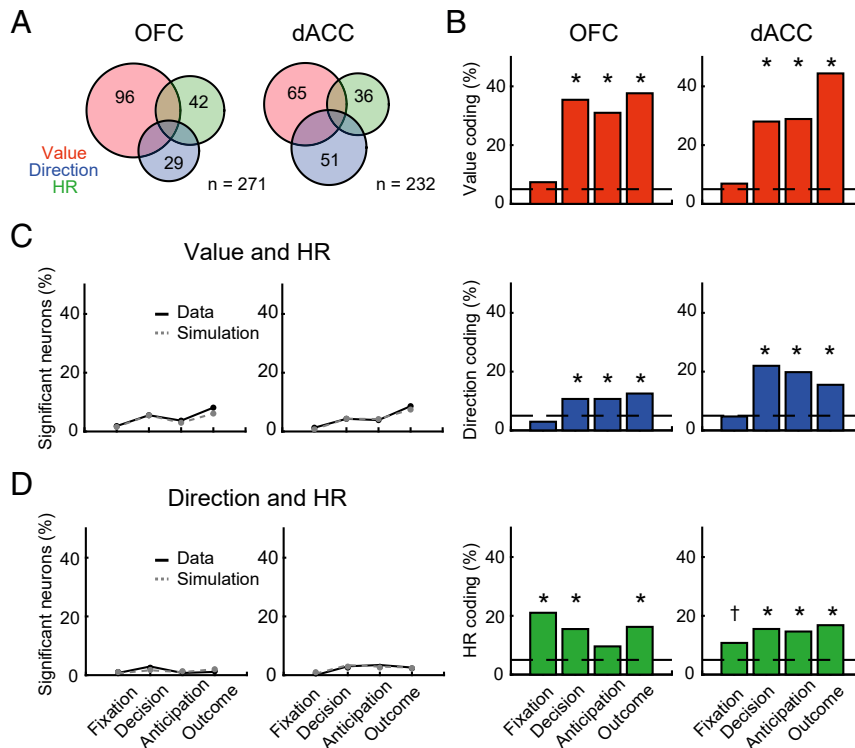 A
OFC
dACC
96
42
29
65
36
51
Value
Direction
HR
n = 271
n = 232
B
OFC
dACC
Value coding (%)
40
20
0
* * *
40
20
0
* * *
C
Value and HR
Significant neurons (%)
40
20
0
Data
Simulation
40
20
0
Direction coding (%)
40
20
0
* * *
40
20
0
* * *
D
Direction and HR
Significant neurons (%)
40
20
0
Data
Simulation
40
20
0
Fixation
Decision
Anticipation
Outcome
Fixation
Decision
Anticipation
Outcome
HR coding (%)
40
20
0
* * *
40
20
0
† * * *
Fixation
Decision
Anticipation
Outcome
Fixation
Decision
Anticipation
Outcome